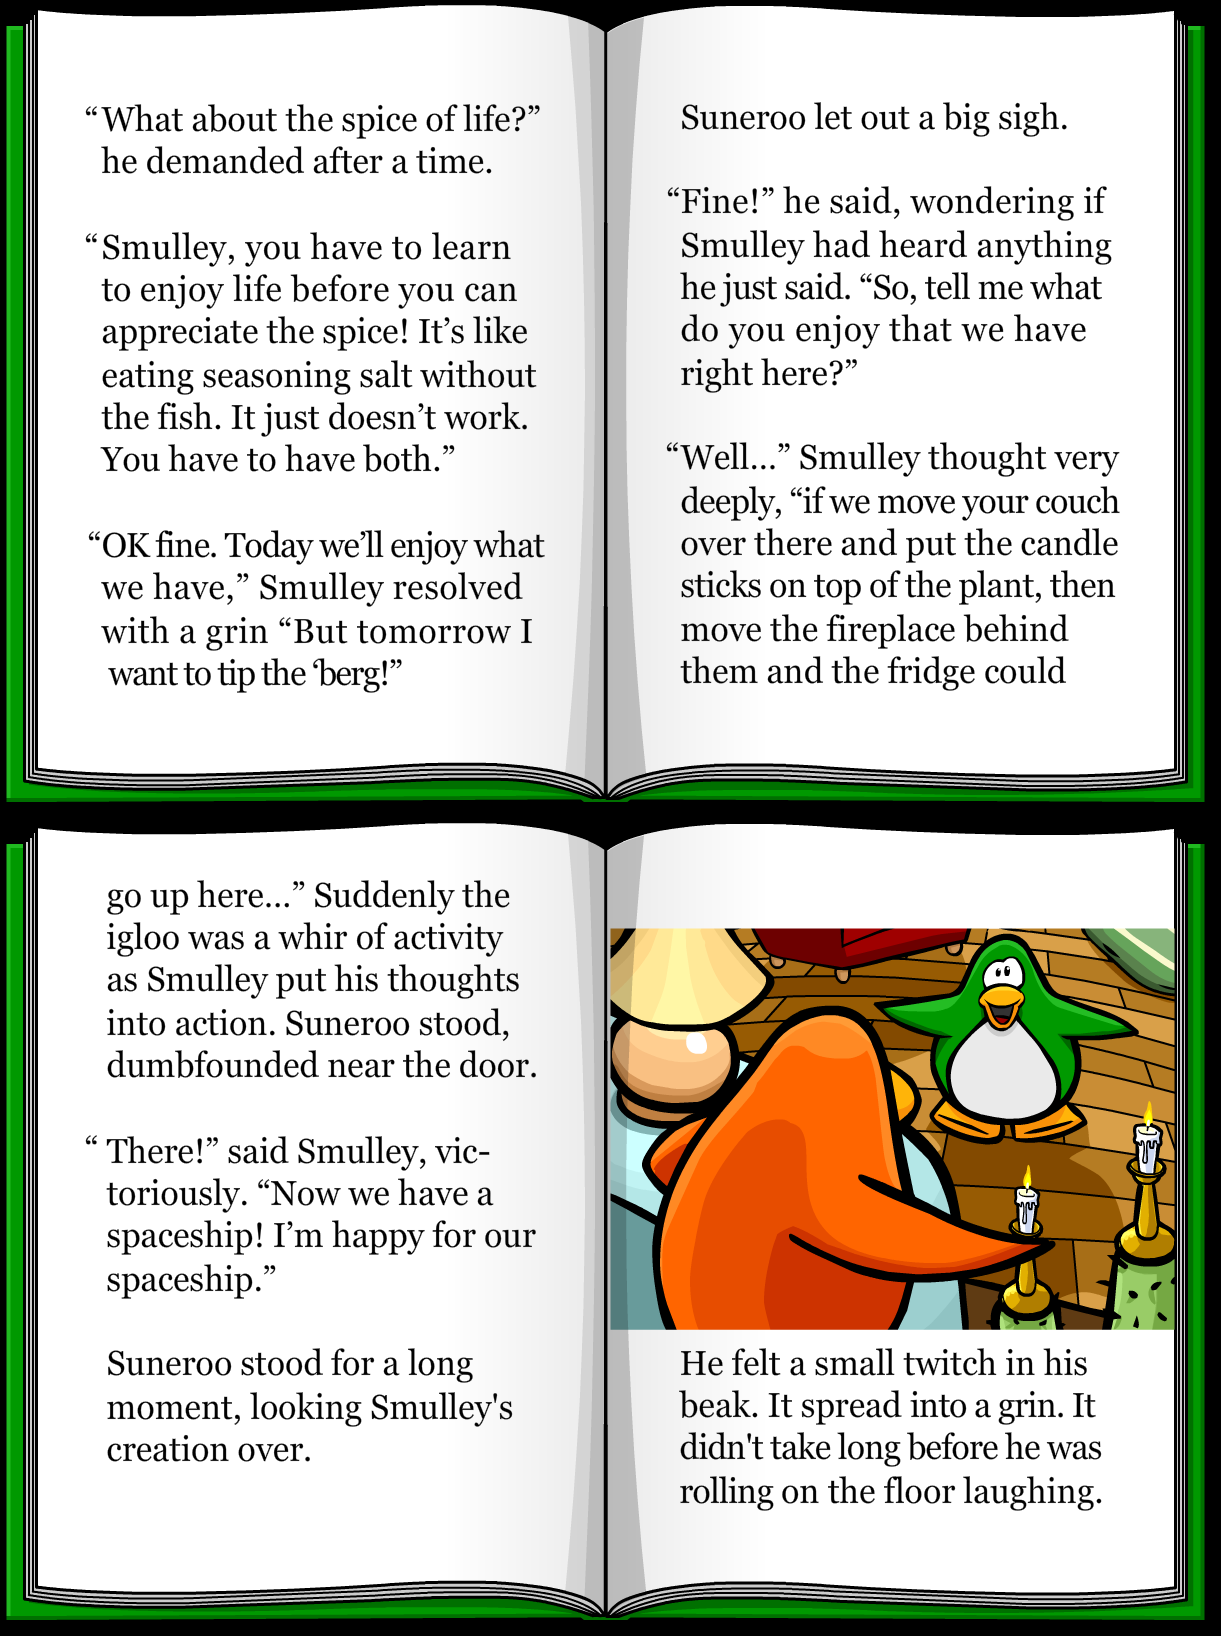 “What about the spice of life?”
he demanded after a time.
“Smulley, you have to learn
to enjoy life before you can
appreciate the spice! It’s like
eating seasoning salt without
the fish. It just doesn’t work.
You have to have both.”
“OK fine. Today we’ll enjoy what
we have,” Smulley resolved
with a grin “But tomorrow I
want to tip the ‘berg!”
Suneroo let out a big sigh.
“Fine!” he said, wondering if
Smulley had heard anything
he just said. “So, tell me what
do you enjoy that we have
right here?”
“Well...” Smulley thought very
deeply, “if we move your couch
over there and put the candle
sticks on top of the plant, then
move the fireplace behind
them and the fridge could
go up here...” Suddenly the
igloo was a whir of activity
as Smulley put his thoughts
into action. Suneroo stood,
dumbfounded near the door.
“ There!” said Smulley, vic-
toriously. “Now we have a
spaceship! I’m happy for our
spaceship.”
Suneroo stood for a long
moment, looking Smulley's
creation over.
He felt a small twitch in his
beak. It spread into a grin. It
didn't take long before he was
rolling on the floor laughing.